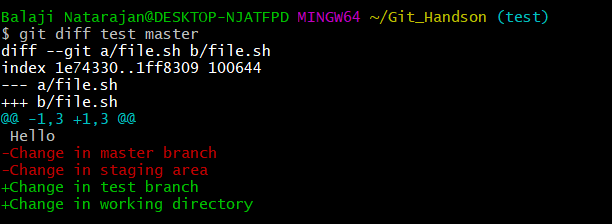 Balaji Natarajan@DESKTOP-NJATFPD MINGW64 ~/Git_Handson (test)
$ git diff test master
diff --git a/file.sh b/file.sh
index 1e74330..1ff8309 100644
--- a/file.sh
+++ b/file.sh
@@ -1,3 +1,3 @@
 Hello
-Change in master branch
-Change in staging area
+Change in test branch
+Change in working directory